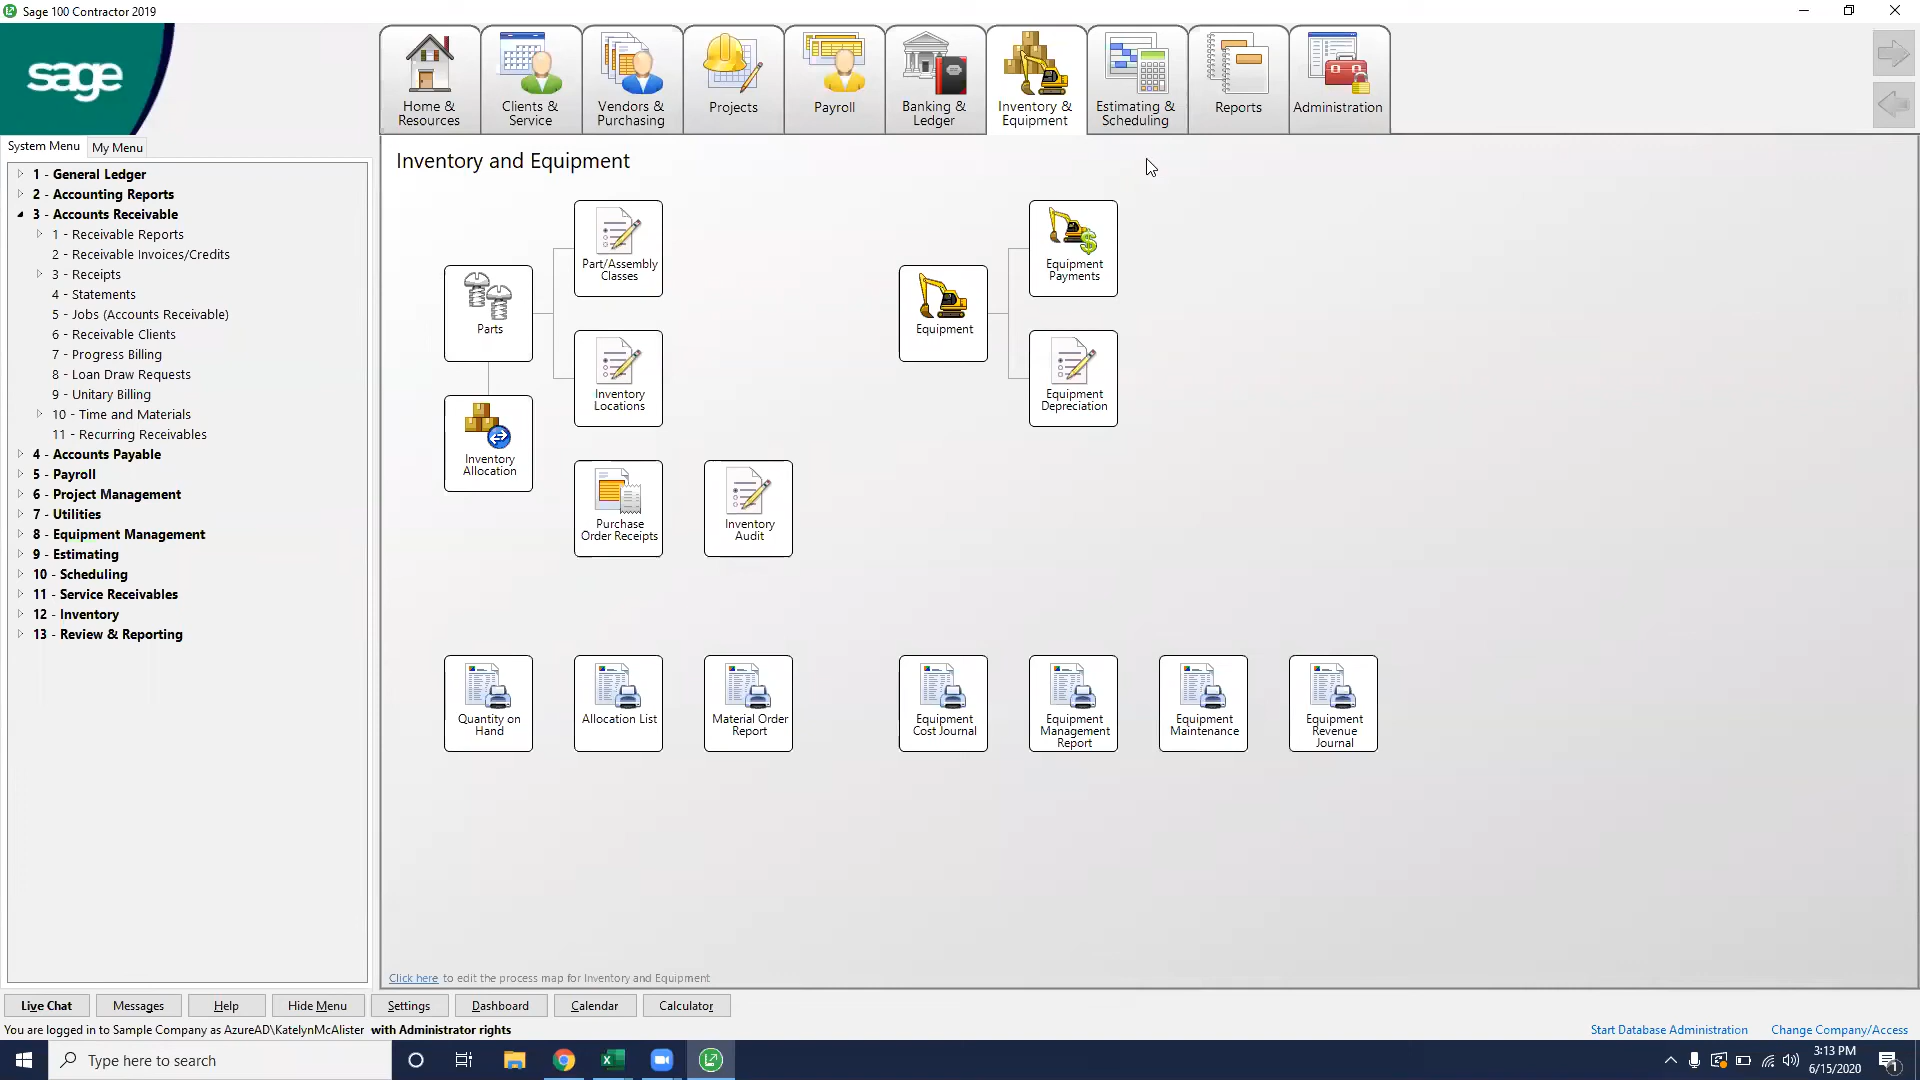 Sage 100 Contractor 2019
sage
Home &
Resources
Clients &
Service
Vendors &
Purchasing
Projects
Payroll
Banking &
Ledger
Inventory &
Equipment
Estimating &
Scheduling
Reports
Administration
System Menu
My Menu
1 - General Ledger
2 - Accounting Reports
3 - Accounts Receivable
1 - Receivable Reports
2 - Receivable Invoices/Credits
3 - Receipts
4 - Statements
5 - Jobs (Accounts Receivable)
6 - Receivable Clients
7 - Progress Billing
8 - Loan Draw Requests
9 - Unitary Billing
10 - Time and Materials
11 - Recurring Receivables
4 - Accounts Payable
5 - Payroll
6 - Project Management
7 - Utilities
8 - Equipment Management
9 - Estimating
10 - Scheduling
11 - Service Receivables
12 - Inventory
13 - Review & Reporting
Inventory and Equipment
Part/Assembly
Classes
Parts
Inventory
Locations
Inventory
Allocation
Purchase
Order Receipts
Inventory
Audit
Equipment
Payments
Equipment
Equipment
Depreciation
Quantity on
Hand
Allocation List
Material Order
Report
Equipment
Cost Journal
Equipment
Management
Report
Equipment
Maintenance
Equipment
Revenue
Journal
Click here to edit the process map for Inventory and Equipment
Live Chat
Messages
Help
Hide Menu
Settings
Dashboard
Calendar
Calculator
You are logged in to Sample Company as AzureAD\KatelynMcAlister with Administrator rights
Start Database Administration
Change Company/Access
Type here to search
3:13 PM
6/15/2020
1